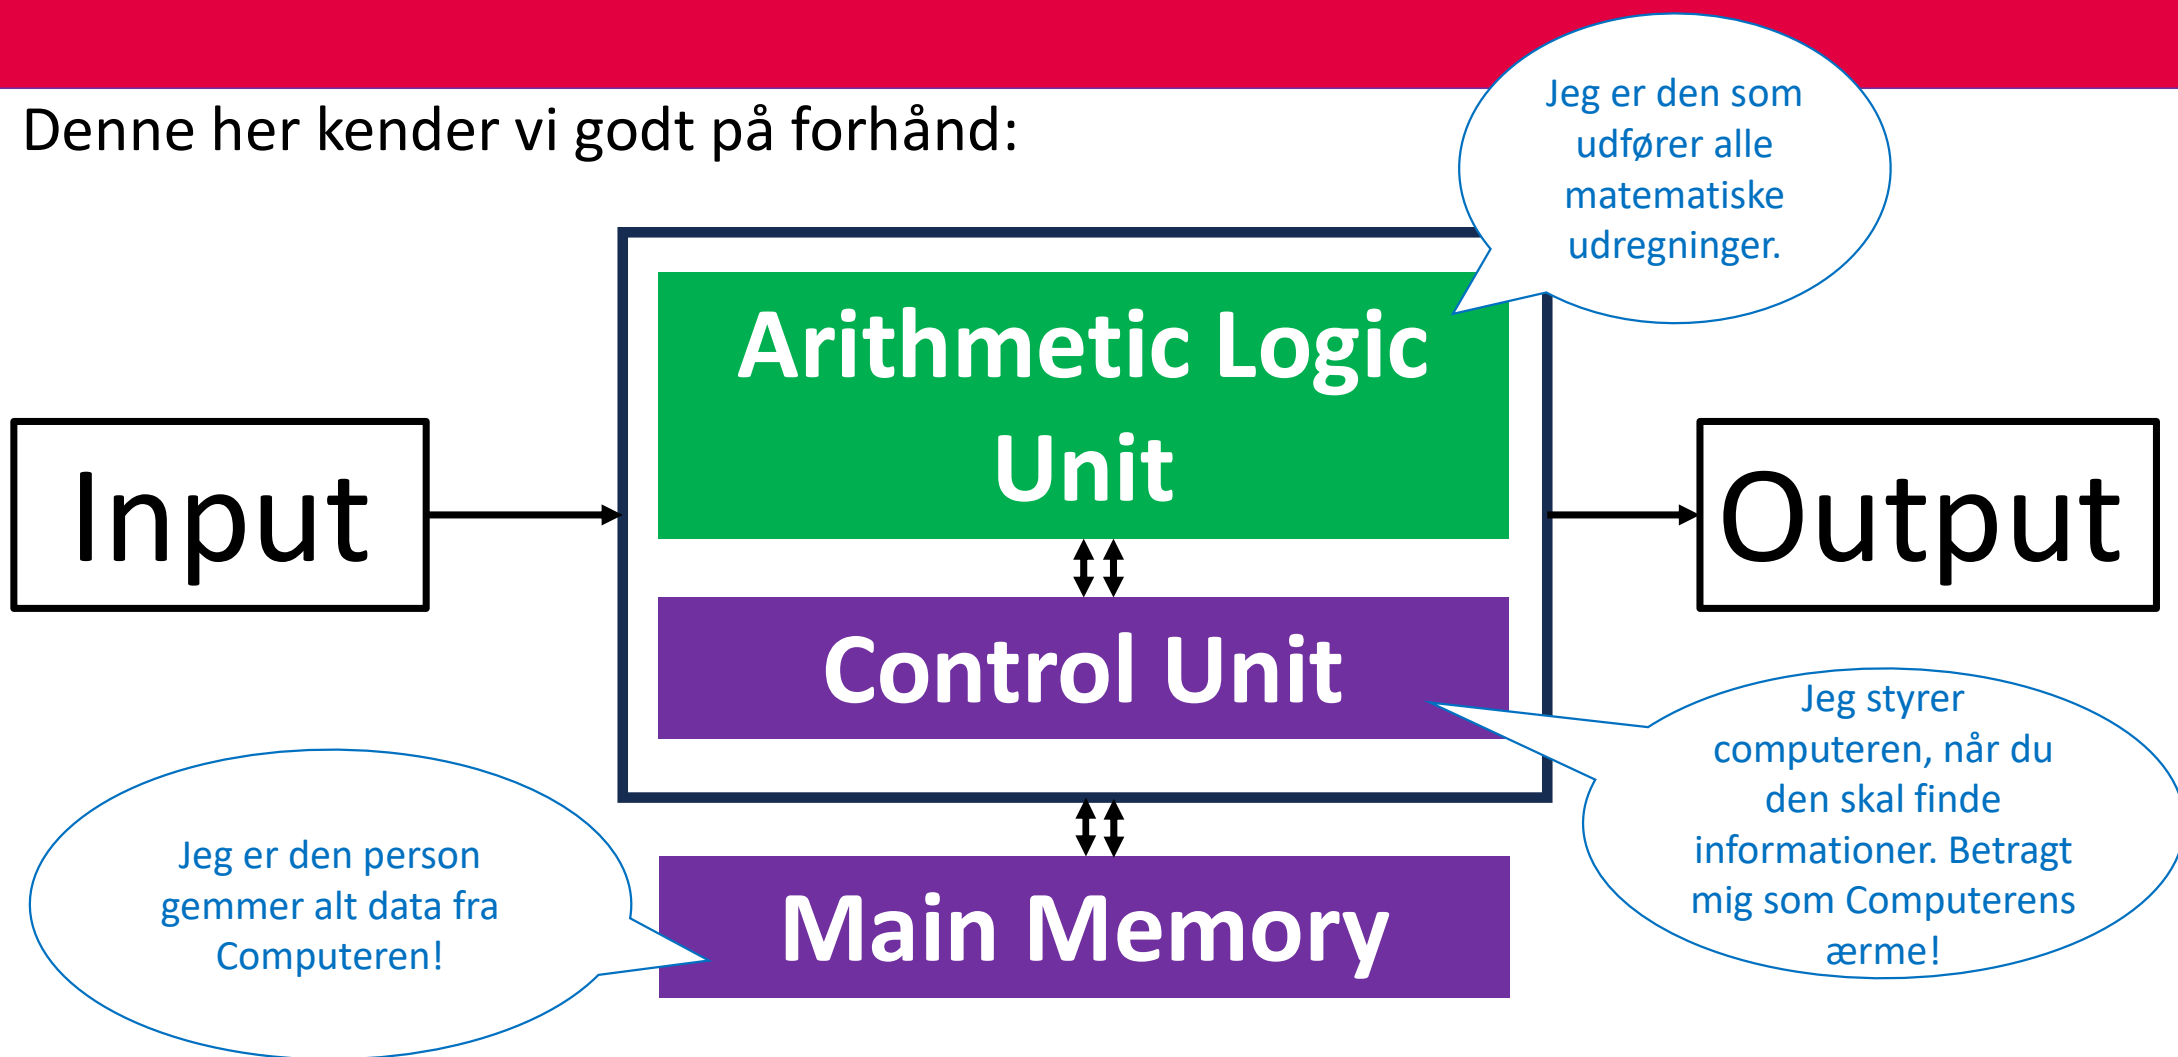 Denne her kender vi godt på forhånd:
Jeg er den som
udfører alle
matematiske
udregninger.
Arithmetic Logic
Unit
Input
Output
Control Unit
Jeg styrer
computeren, når du
den skal finde
informationer. Betragt
mig som Computerens
ærme!
Jeg er den person
gemmer alt data fra
Computeren!
Main Memory